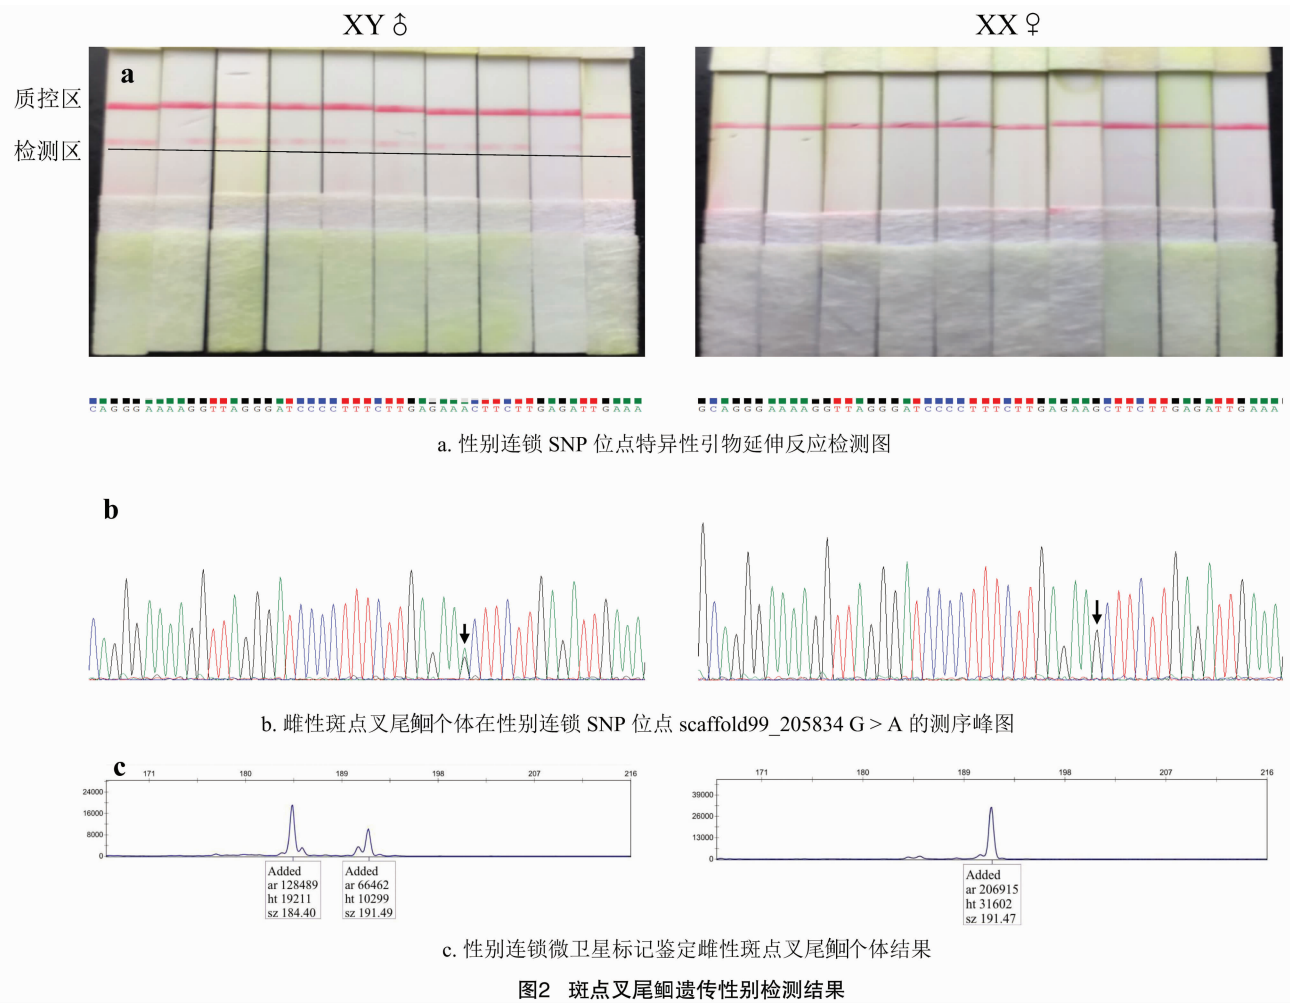 XY♂
XX♀
a
质控区
检测区
CAGGGAAAAGGTTAGGGATCCCCTTTCTTGAGAAACTTCTTGAGATTGAAA
GCAGGGAAAAGGTTAGGGATCCCCTTTCTTGAGAAGCTTCTTGAGATTGAAA
a. 性别连锁 SNP 位点特异性引物延伸反应检测图
b
b. 雌性斑点叉尾鮰个体在性别连锁 SNP 位点 scaffold99_205834 G > A 的测序峰图
c
171 180 189 198 207 216
24000
16000
8000
0
Added
ar 128489
ht 19211
sz 184.40
Added
ar 66462
ht 10299
sz 191.49
171 180 189 198 207 216
39000
26000
13000
0
Added
ar 206915
ht 31602
sz 191.47
c. 性别连锁微卫星标记鉴定雌性斑点叉尾鮰个体结果
图2 斑点叉尾鮰遗传性别检测结果